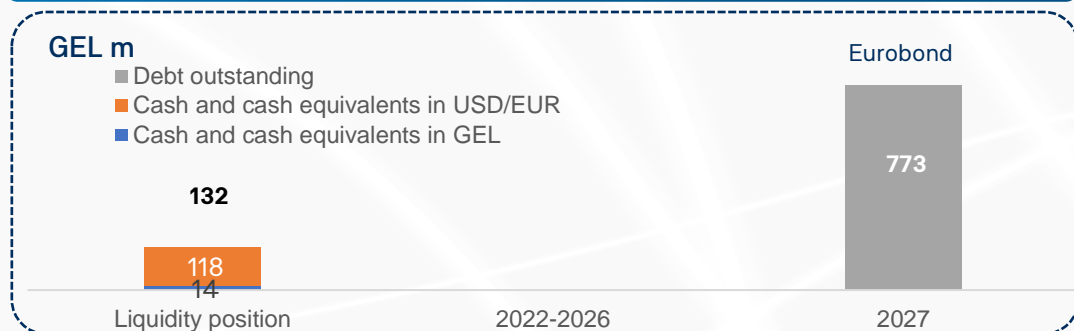 GEL m
Eurobond
Debt outstanding
Cash and cash equivalents in USD/EUR
Cash and cash equivalents in GEL
773
132
118
14
Liquidity position
2022-2026
2027